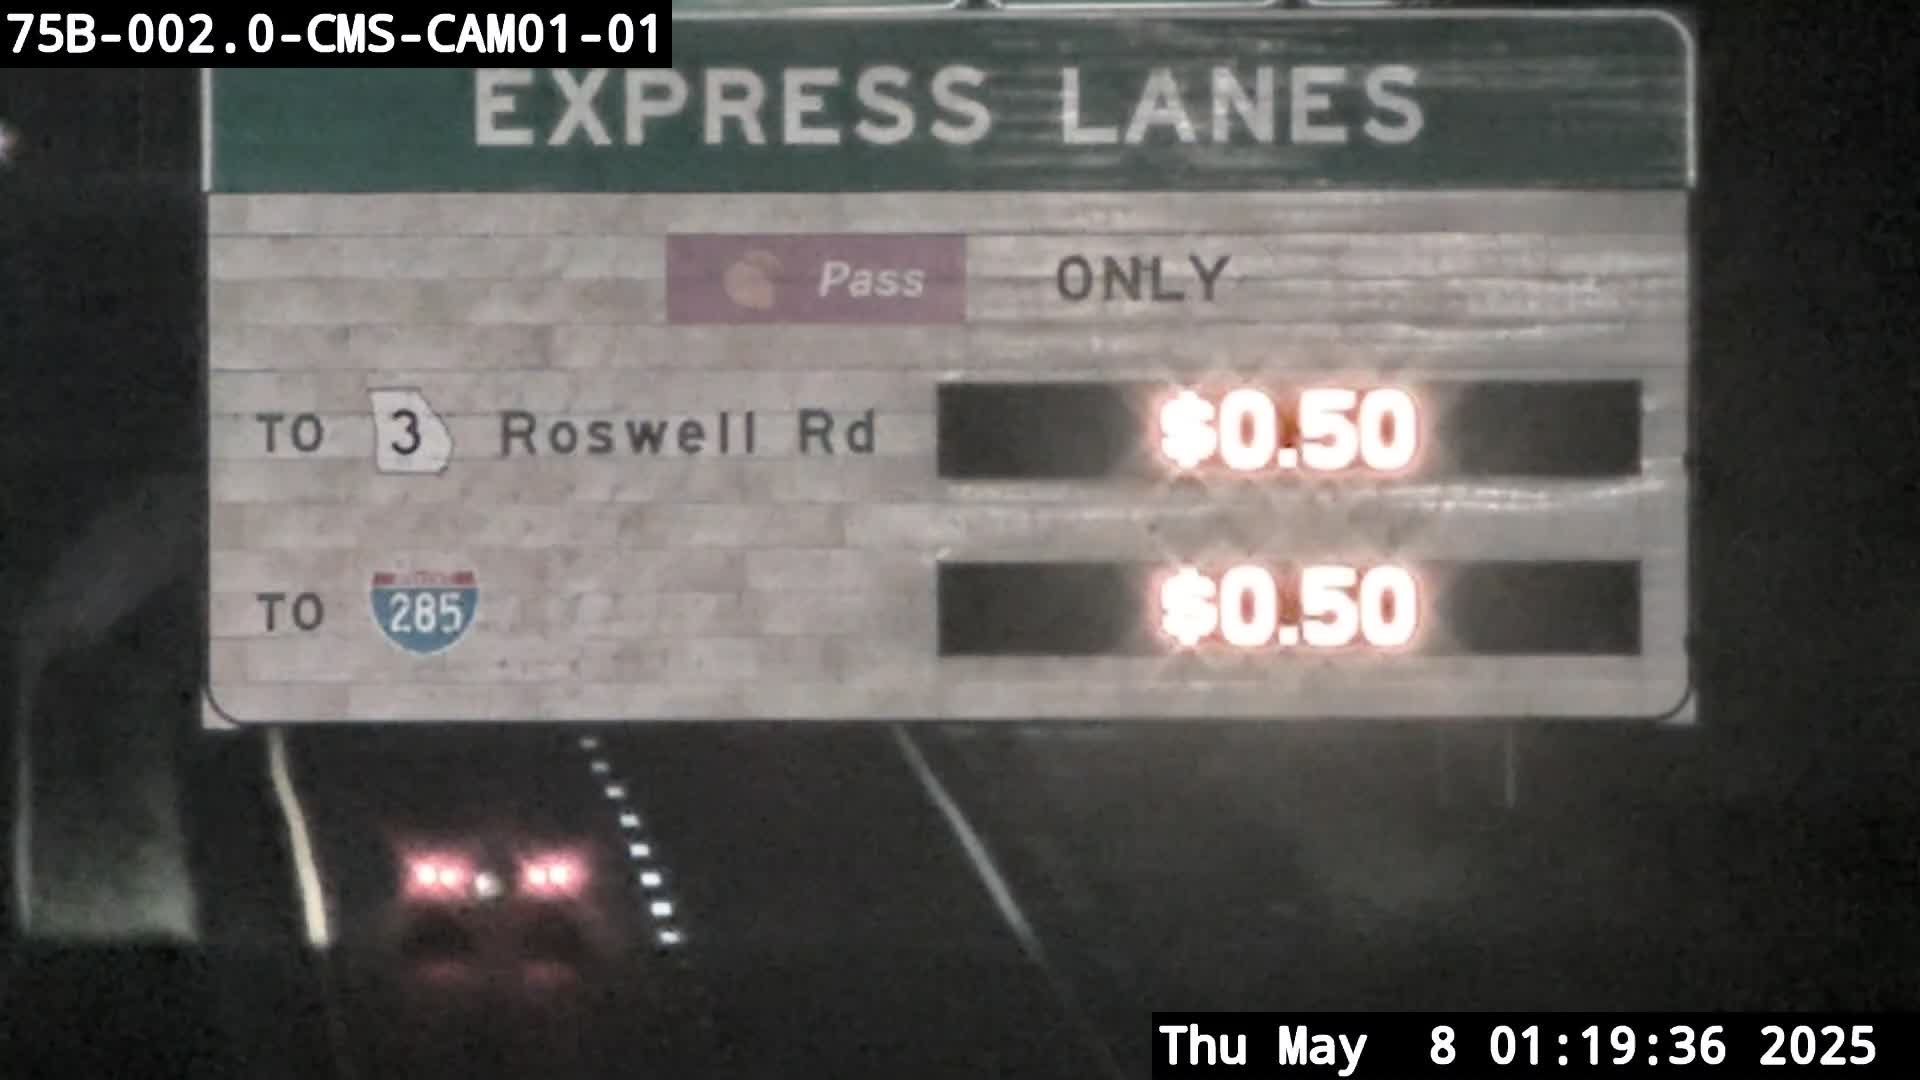 75B-002.0-CMS-CAM01-01
EXPRESS LANES
Pass ONLY
TO 3 Roswell Rd $0.50
TO 285 $0.50
Thu May 8 01:19:36 2025